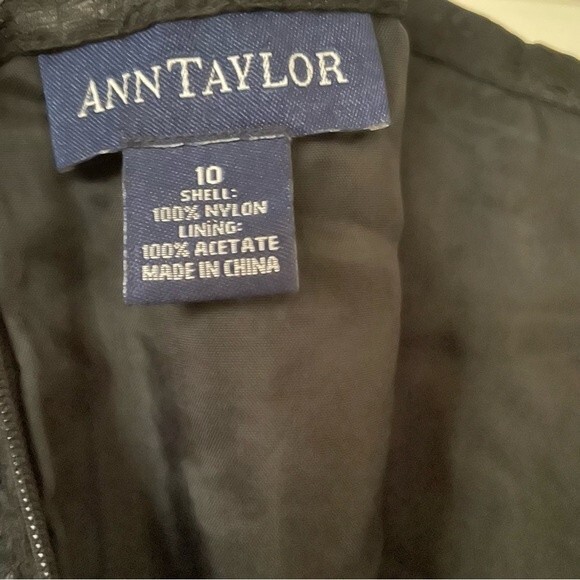 ANN TAYLOR
10
SHELL:
100% NYLON
LINING:
100% ACETATE
MADE IN CHINA